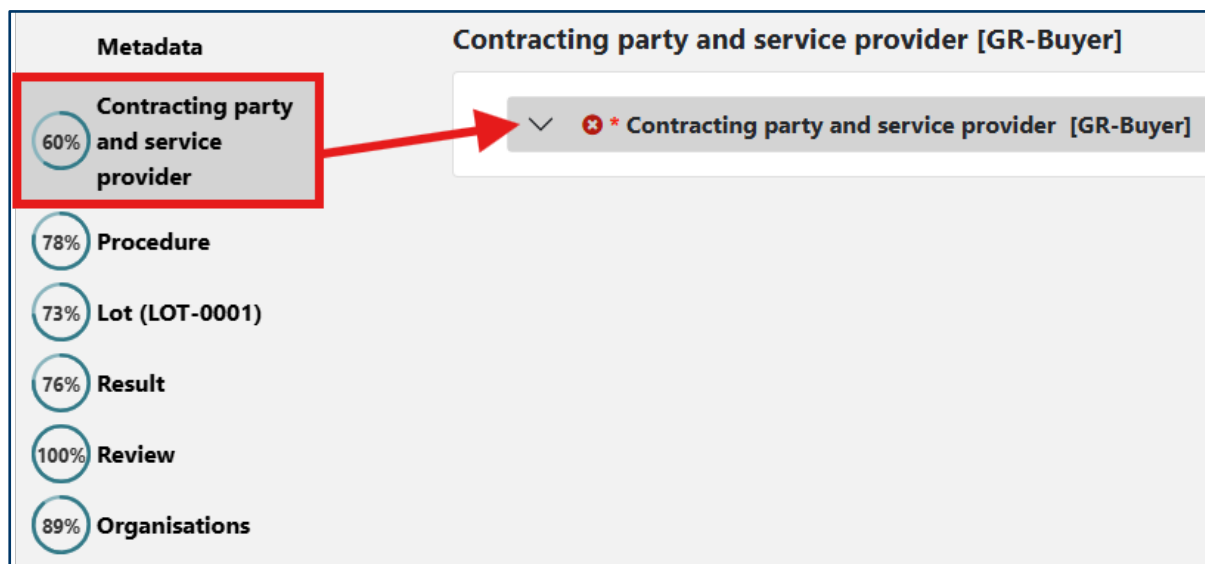 Metadata
Contracting party
and service
provider
60%
78% Procedure
73% Lot (LOT-0001)
76% Result
100% Review
89% Organisations
Contracting party and service provider [GR-Buyer]
* Contracting party and service provider [GR-Buyer]